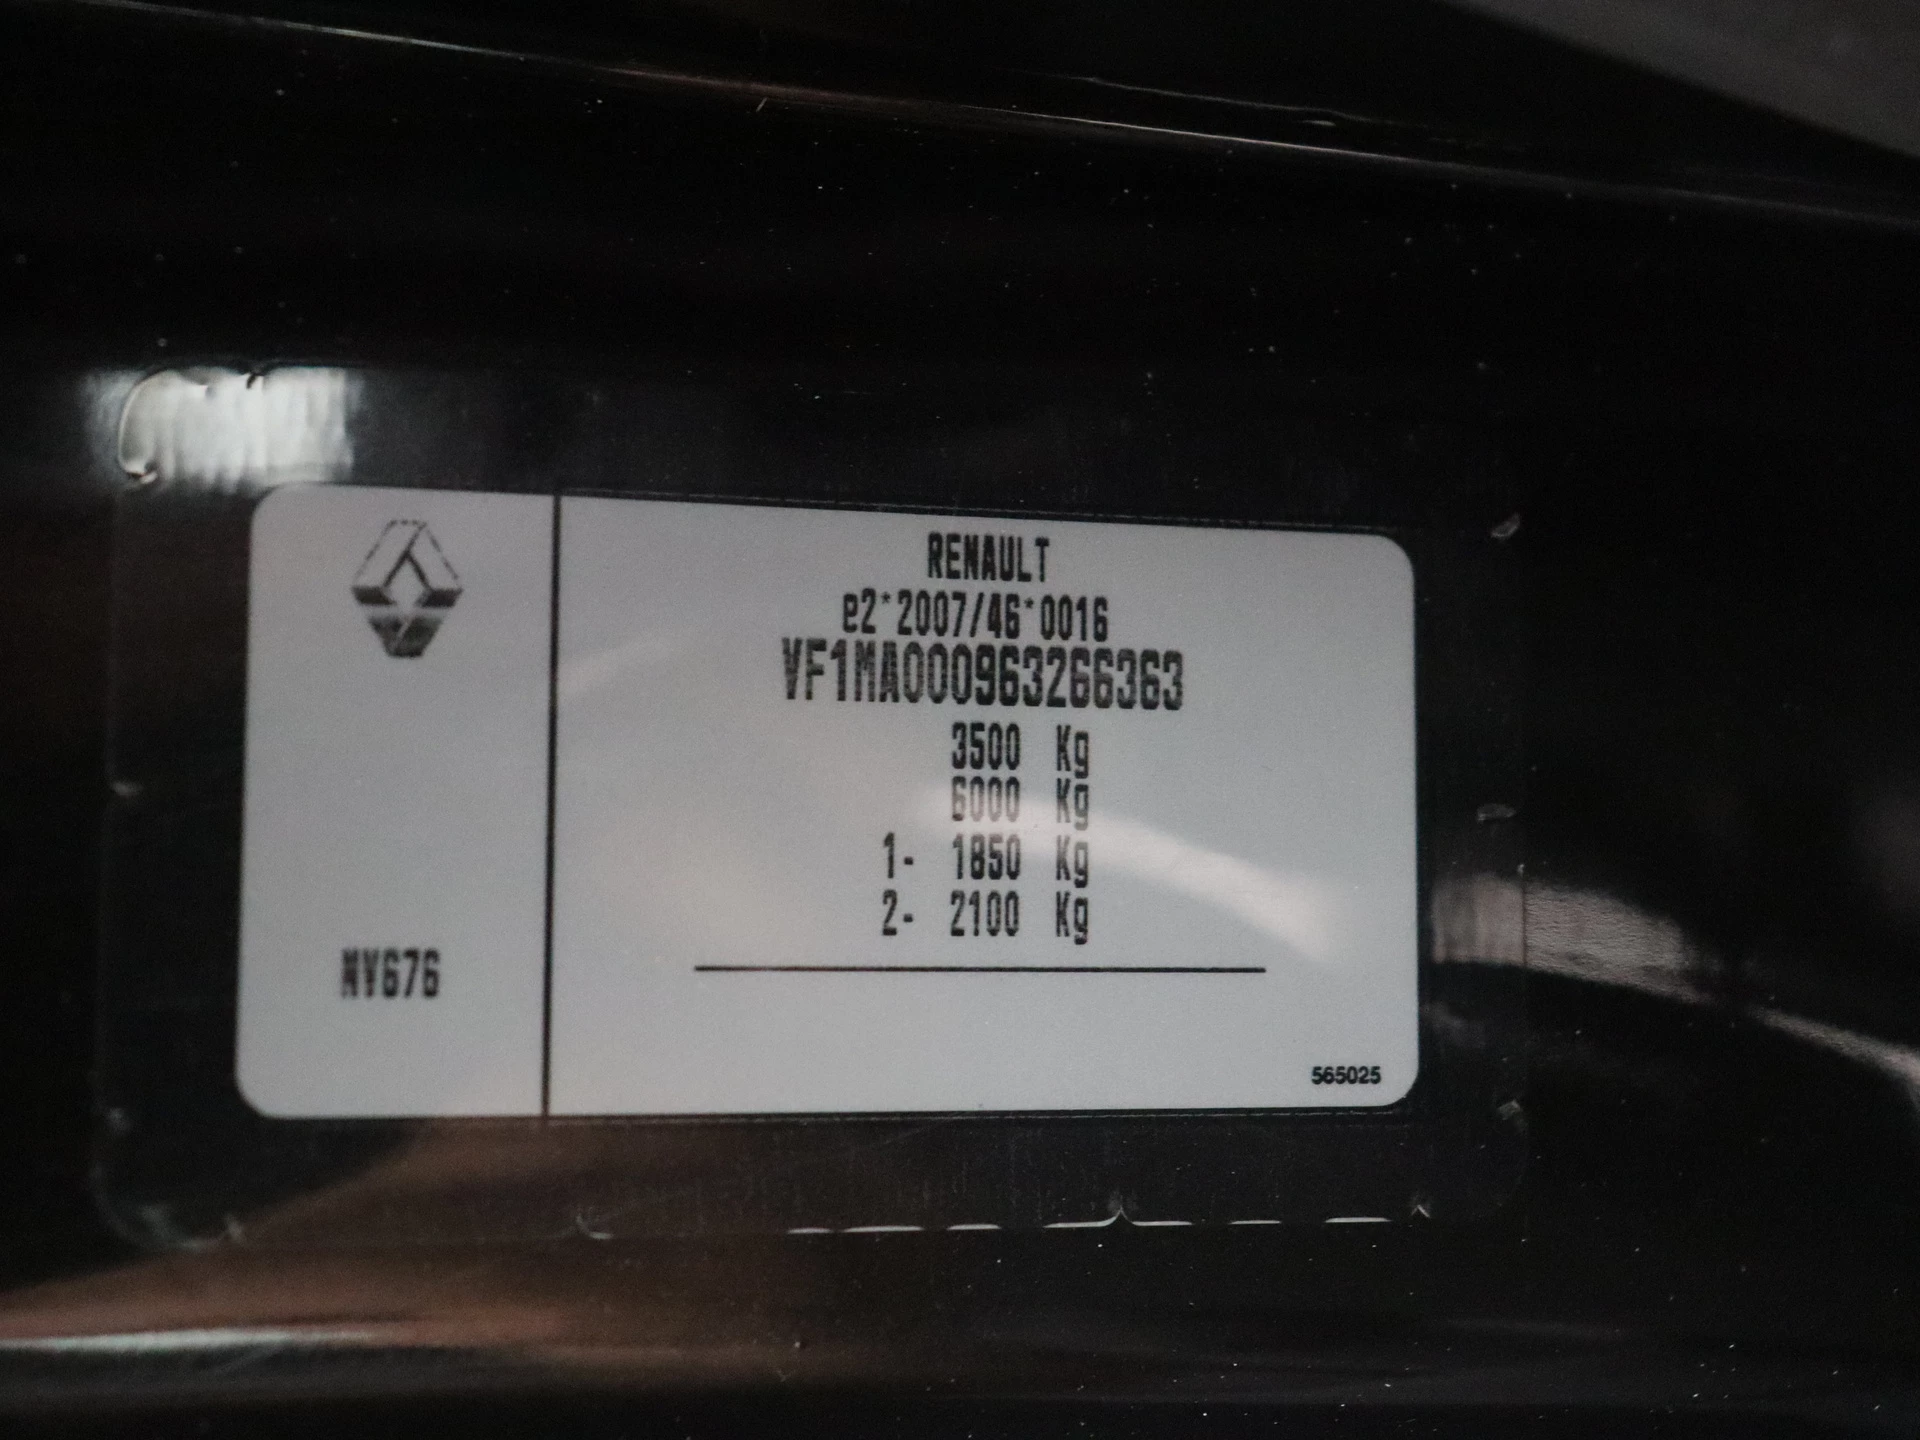 RENAULT
e2*2007/46*0016
VF1MA000963266363
3500 Kg
6000 Kg
1- 1850 Kg
2- 2100 Kg
NV676
565025